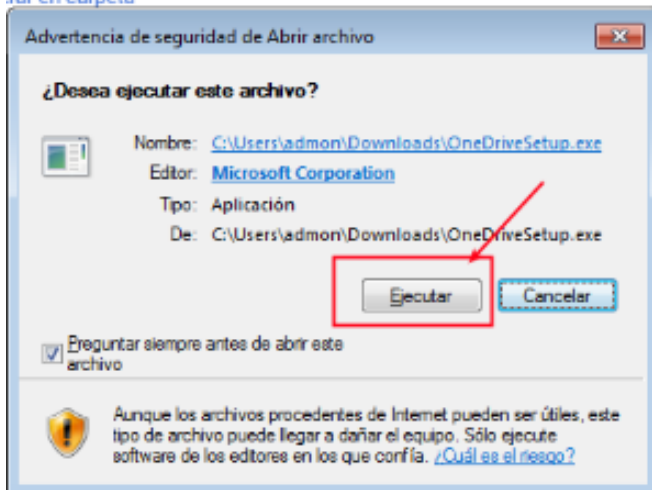 en carpeta
Advertencia de seguridad de Abrir archivo
¿Desea ejecutar este archivo?
Nombre: C:\Users\admon\Downloads\OneDriveSetup.exe
Editor: Microsoft Corporation
Tipo: Aplicación
De: C:\Users\admon\Downloads\OneDriveSetup.exe
Ejecutar Cancelar
Preguntar siempre antes de abrir este
archivo
Aunque los archivos procedentes de Internet pueden ser útiles, este
tipo de archivo puede llegar a dañar el equipo. Sólo ejecute
software de los editores en los que confía. ¿Cuál es el riesgo?